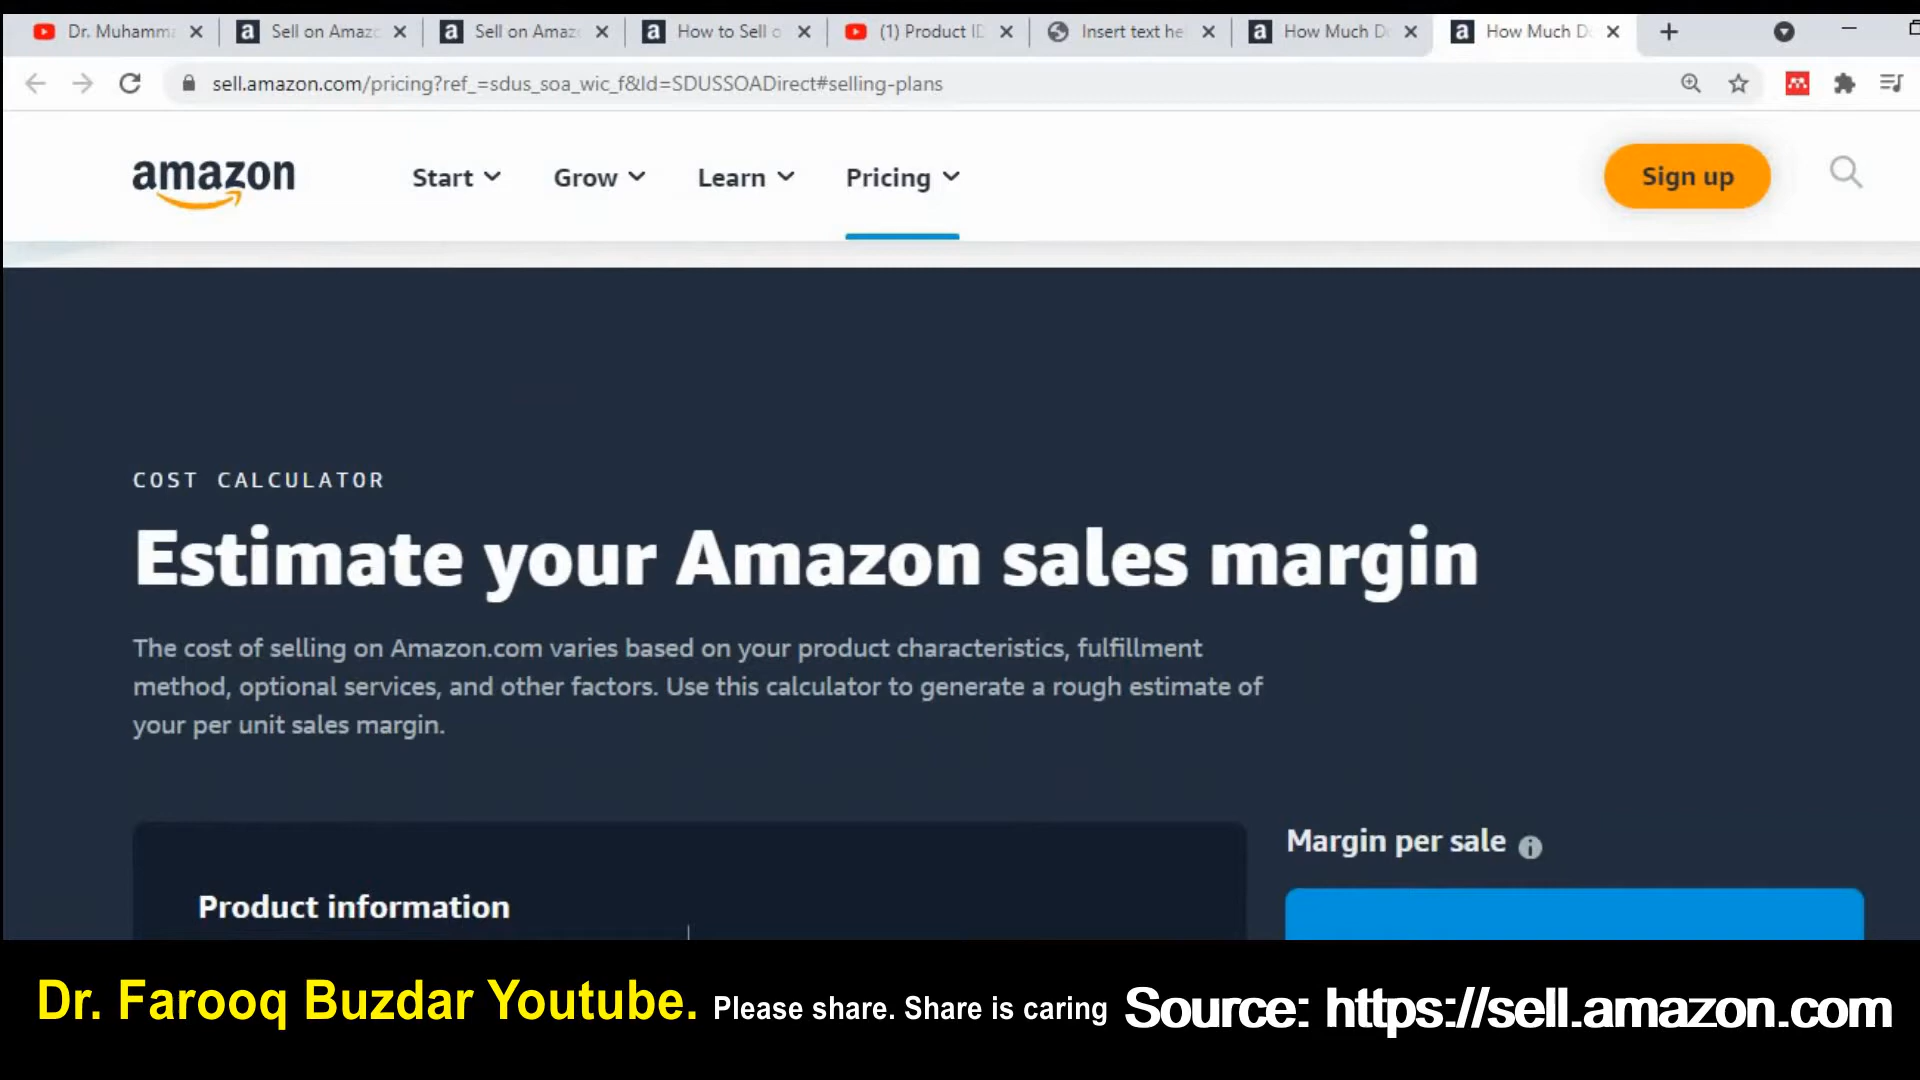 Dr. Muhamma
Sell on Amazo
Sell on Amaz
How to Sell o
(1) Product ID
Insert text he
How Much D
How Much Do
sell.amazon.com/pricing?ref_=sdus_soa_wic_f&ld=SDUSSOADirect#selling-plans
amazon
Start
Grow
Learn
Pricing
Sign up
COST CALCULATOR
Estimate your Amazon sales margin
The cost of selling on Amazon.com varies based on your product characteristics, fulfillment
method, optional services, and other factors. Use this calculator to generate a rough estimate of
your per unit sales margin.
Product information
Margin per sale
Dr. Farooq Buzdar Youtube. Please share. Share is caring Source: https://sell.amazon.com